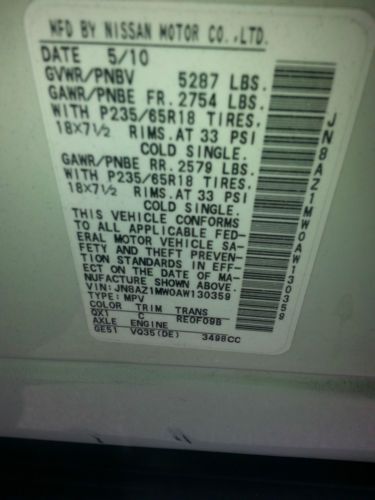 MFD BY NISSAN MOTOR CO.,LTD.
DATE 5/10
GVWR/PNBV 5287 LBS.
GAWR/PNBE FR. 2754 LBS.
WITH P235/65R18 TIRES.
18X7½ RIMS.AT 33 PSI
COLD SINGLE.
GAWR/PNBE RR. 2579 LBS.
WITH P235/65R18 TIRES.
18X7½ RIMS.AT 33 PSI
COLD SINGLE.
THIS VEHICLE CONFORMS
TO ALL APPLICABLE FED-
ERAL MOTOR VEHICLE SA-
FETY AND THEFT PREVEN-
TION STANDARDS IN EFF-
ECT ON THE DATE OF MA-
NUFACTURE SHOWN ABOVE.
VIN: JN8AZ1MW0AW130359
TYPE: MPV
COLOR TRIM TRANS
QX1 C RE0F09B
AXLE ENGINE
GE51 VQ35(DE) 3498CC
JN8AZ1MW0AW130359